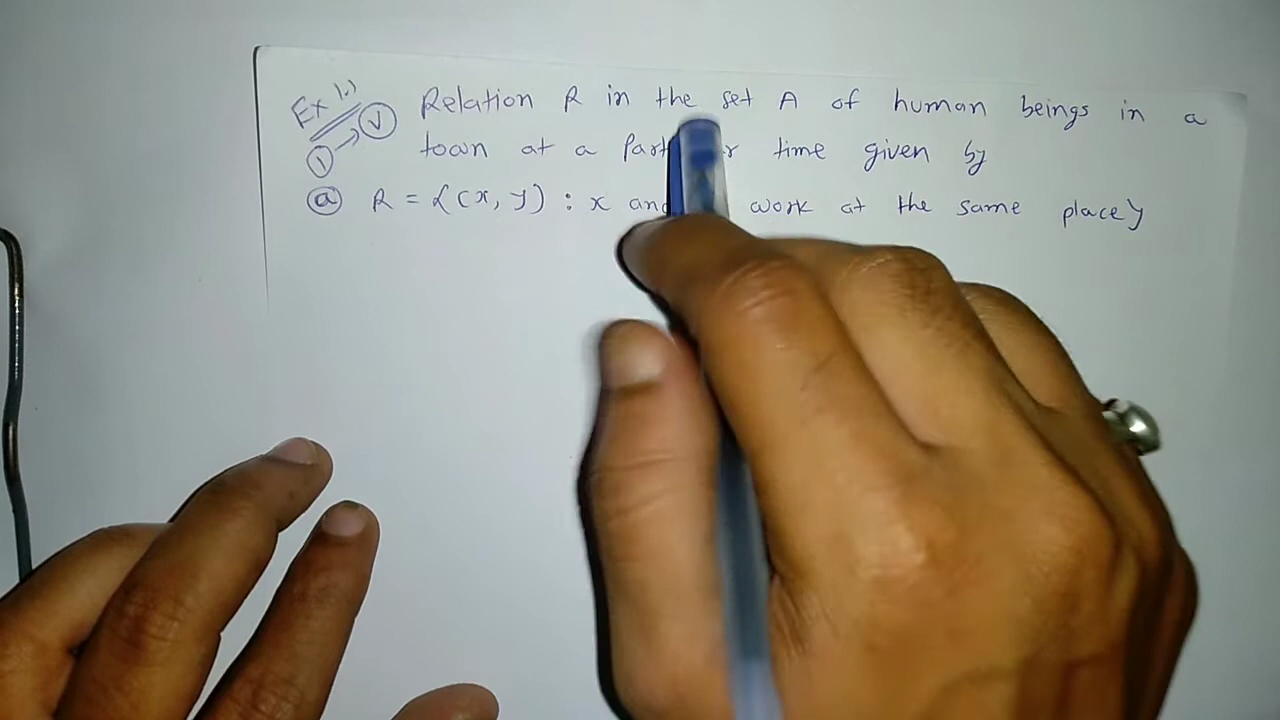 Ex 1.1 Relation R in the set A of human beings in a
① → ⓥ town at a time given by
ⓐ R = {(x, y) : x and work at the same place}